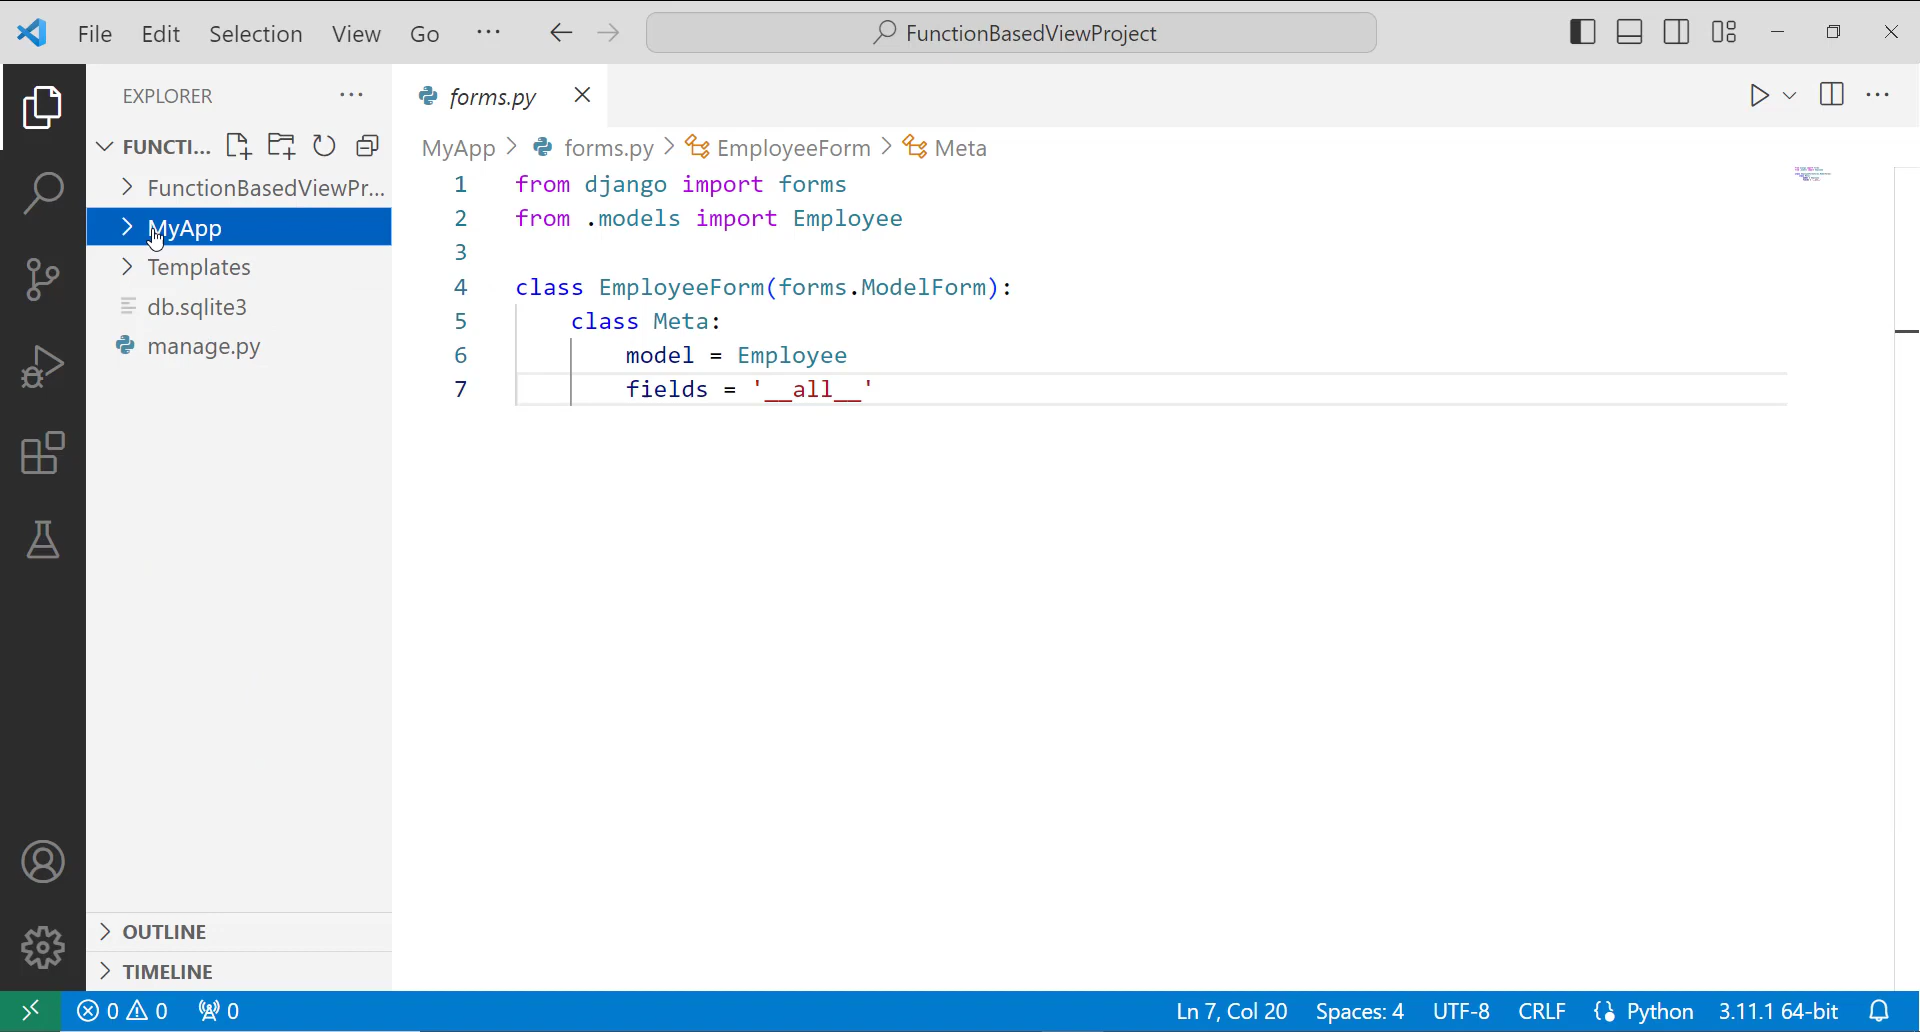 File Edit Selection View Go ··· FunctionBasedViewProject
EXPLORER ···
FUNCTI...
FunctionBasedViewPr...
MyApp
Templates
db.sqlite3
manage.py
OUTLINE
TIMELINE
forms.py
MyApp > forms.py > EmployeeForm > Meta
1 from django import forms
2 from .models import Employee
3
4 class EmployeeForm(forms.ModelForm):
5 class Meta:
6 model = Employee
7 fields = '__all__'
0 0 0 Ln 7, Col 20 Spaces: 4 UTF-8 CRLF Python 3.11.1 64-bit